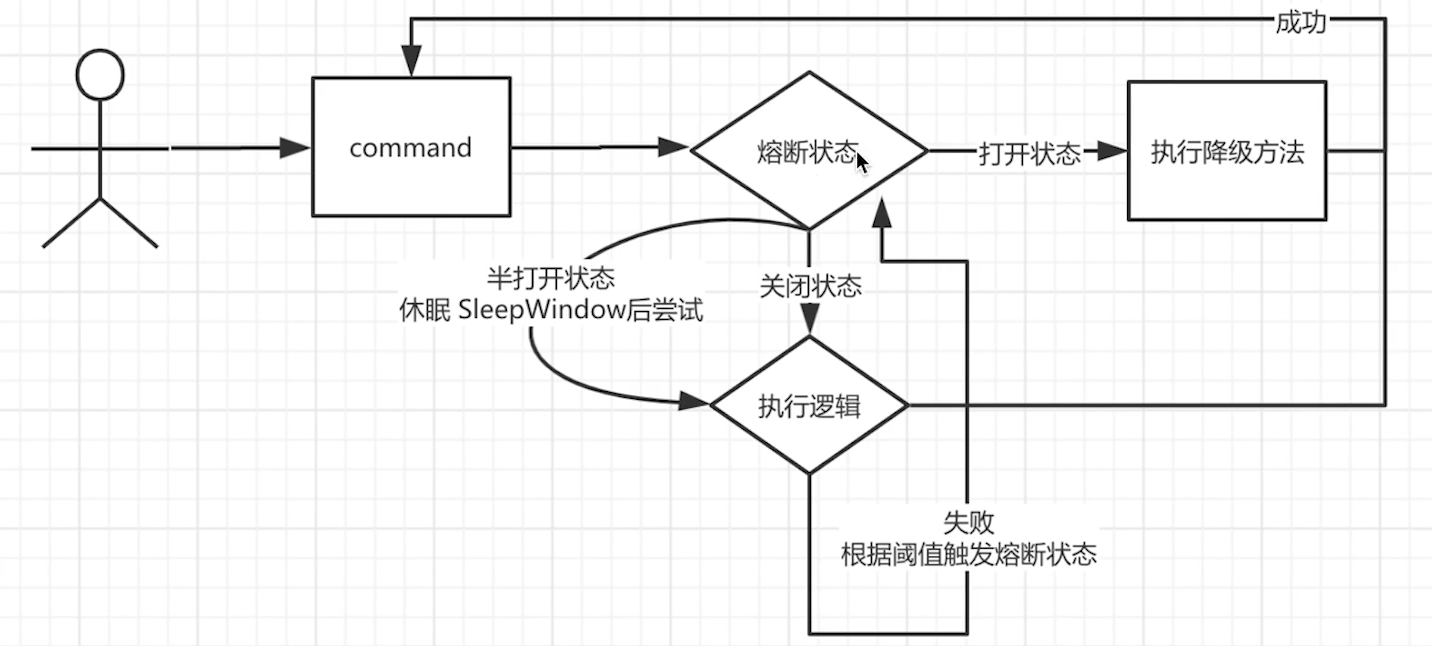 成功
command
熔断状态
打开状态
执行降级方法
半打开状态
休眠 SleepWindow后尝试
关闭状态
执行逻辑
失败
根据阈值触发熔断状态